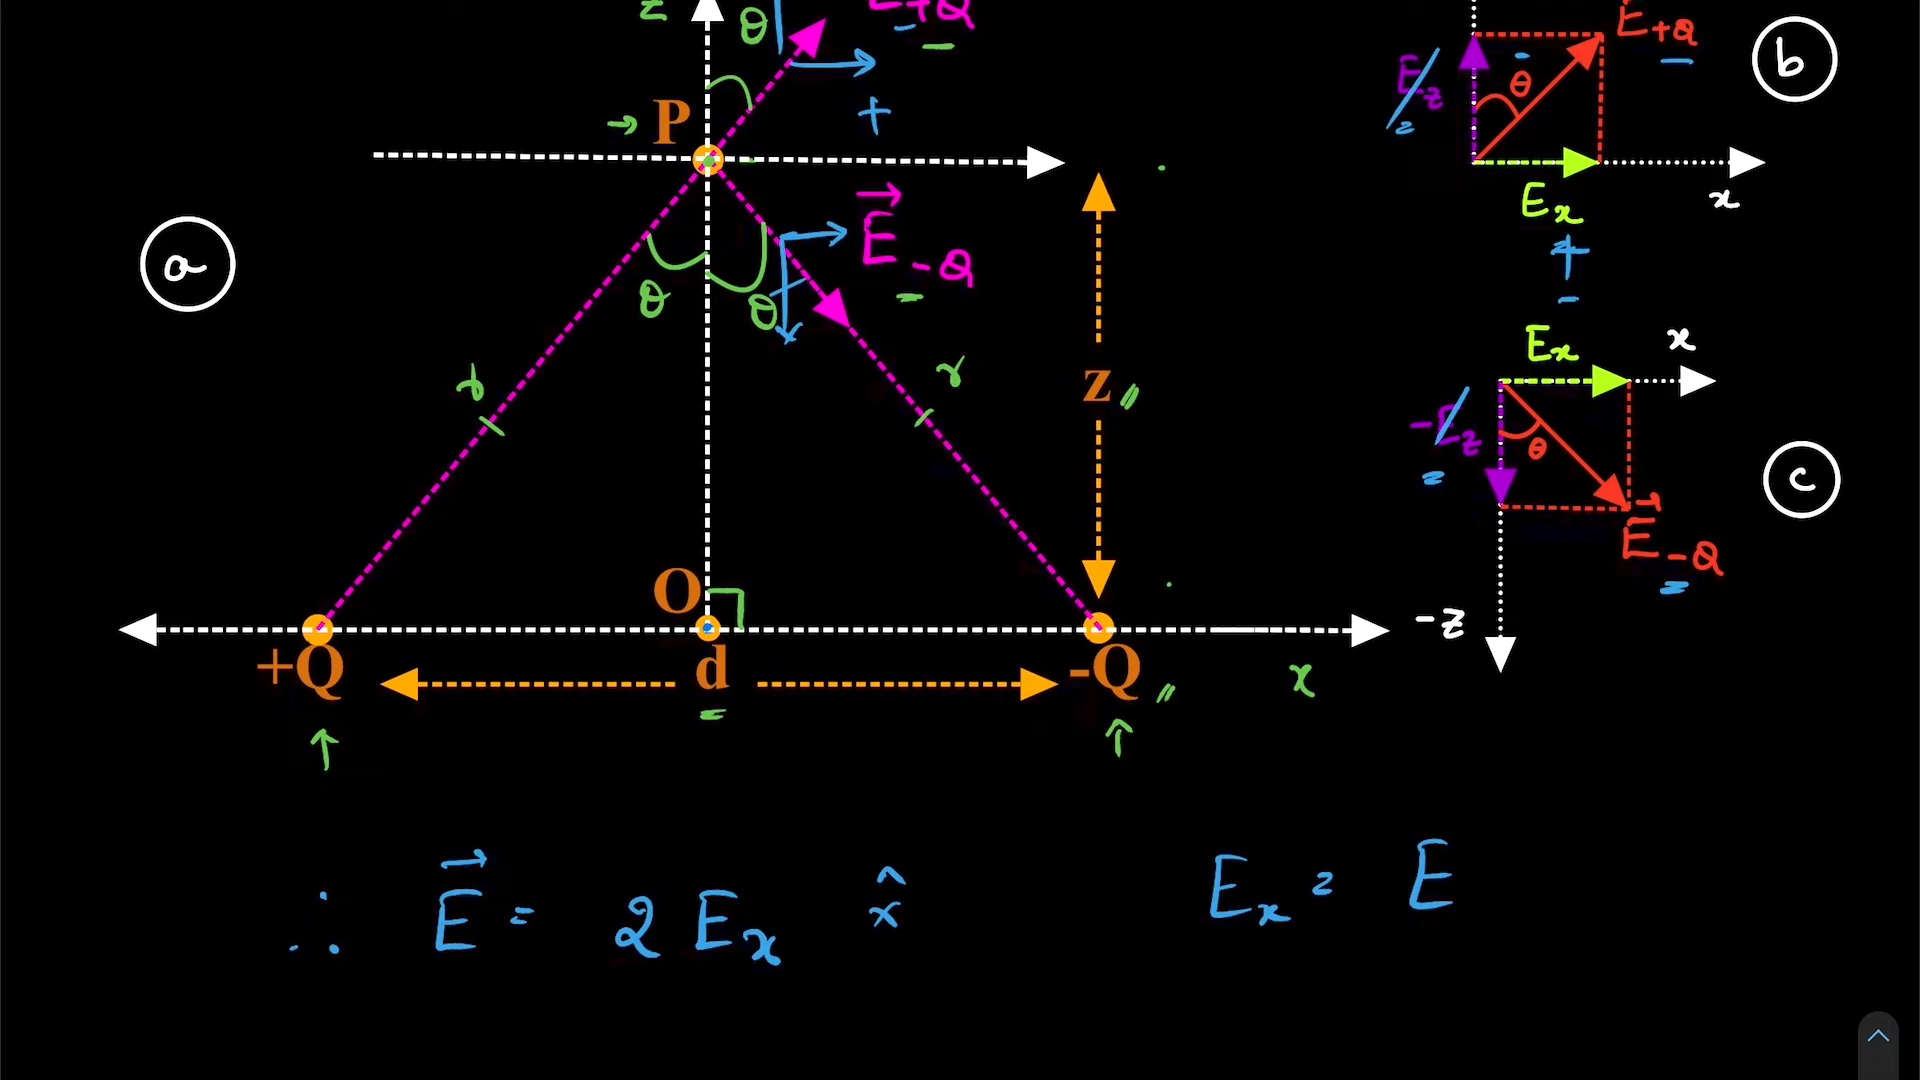 z θ E+Q
E+Q
b
Ez θ
P
+
Ex x
+
a
E-Q
θ θ
Ex x
r r
z
-Ez θ
c
E-Q
O
-z
+Q d -Q
x
∴ E = 2 Ex x̂ Ex = E